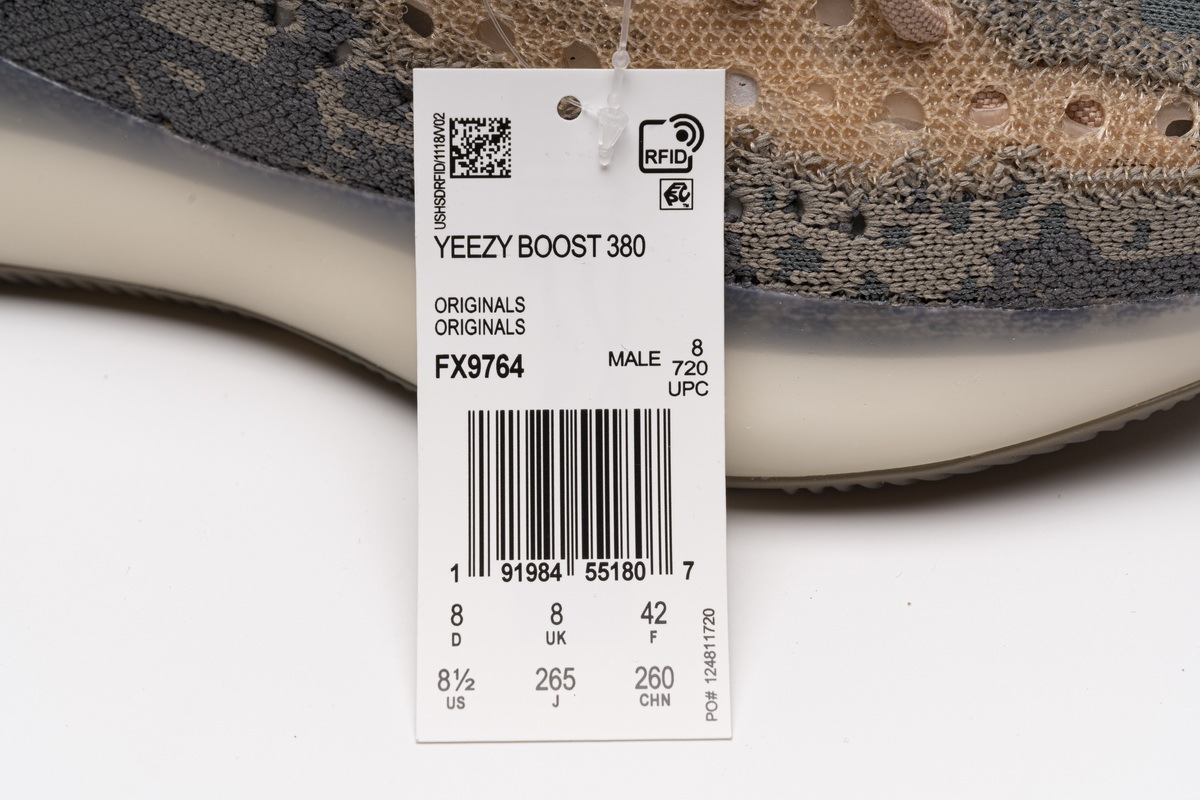 USHSDRFID/1118/V02
RFID
YEEZY BOOST 380
ORIGINALS
ORIGINALS
FX9764
MALE 8
720
UPC
1 91984 55180 7
8 8 42
D UK F
8½ 265 260
US J CHN
PO# 124811720